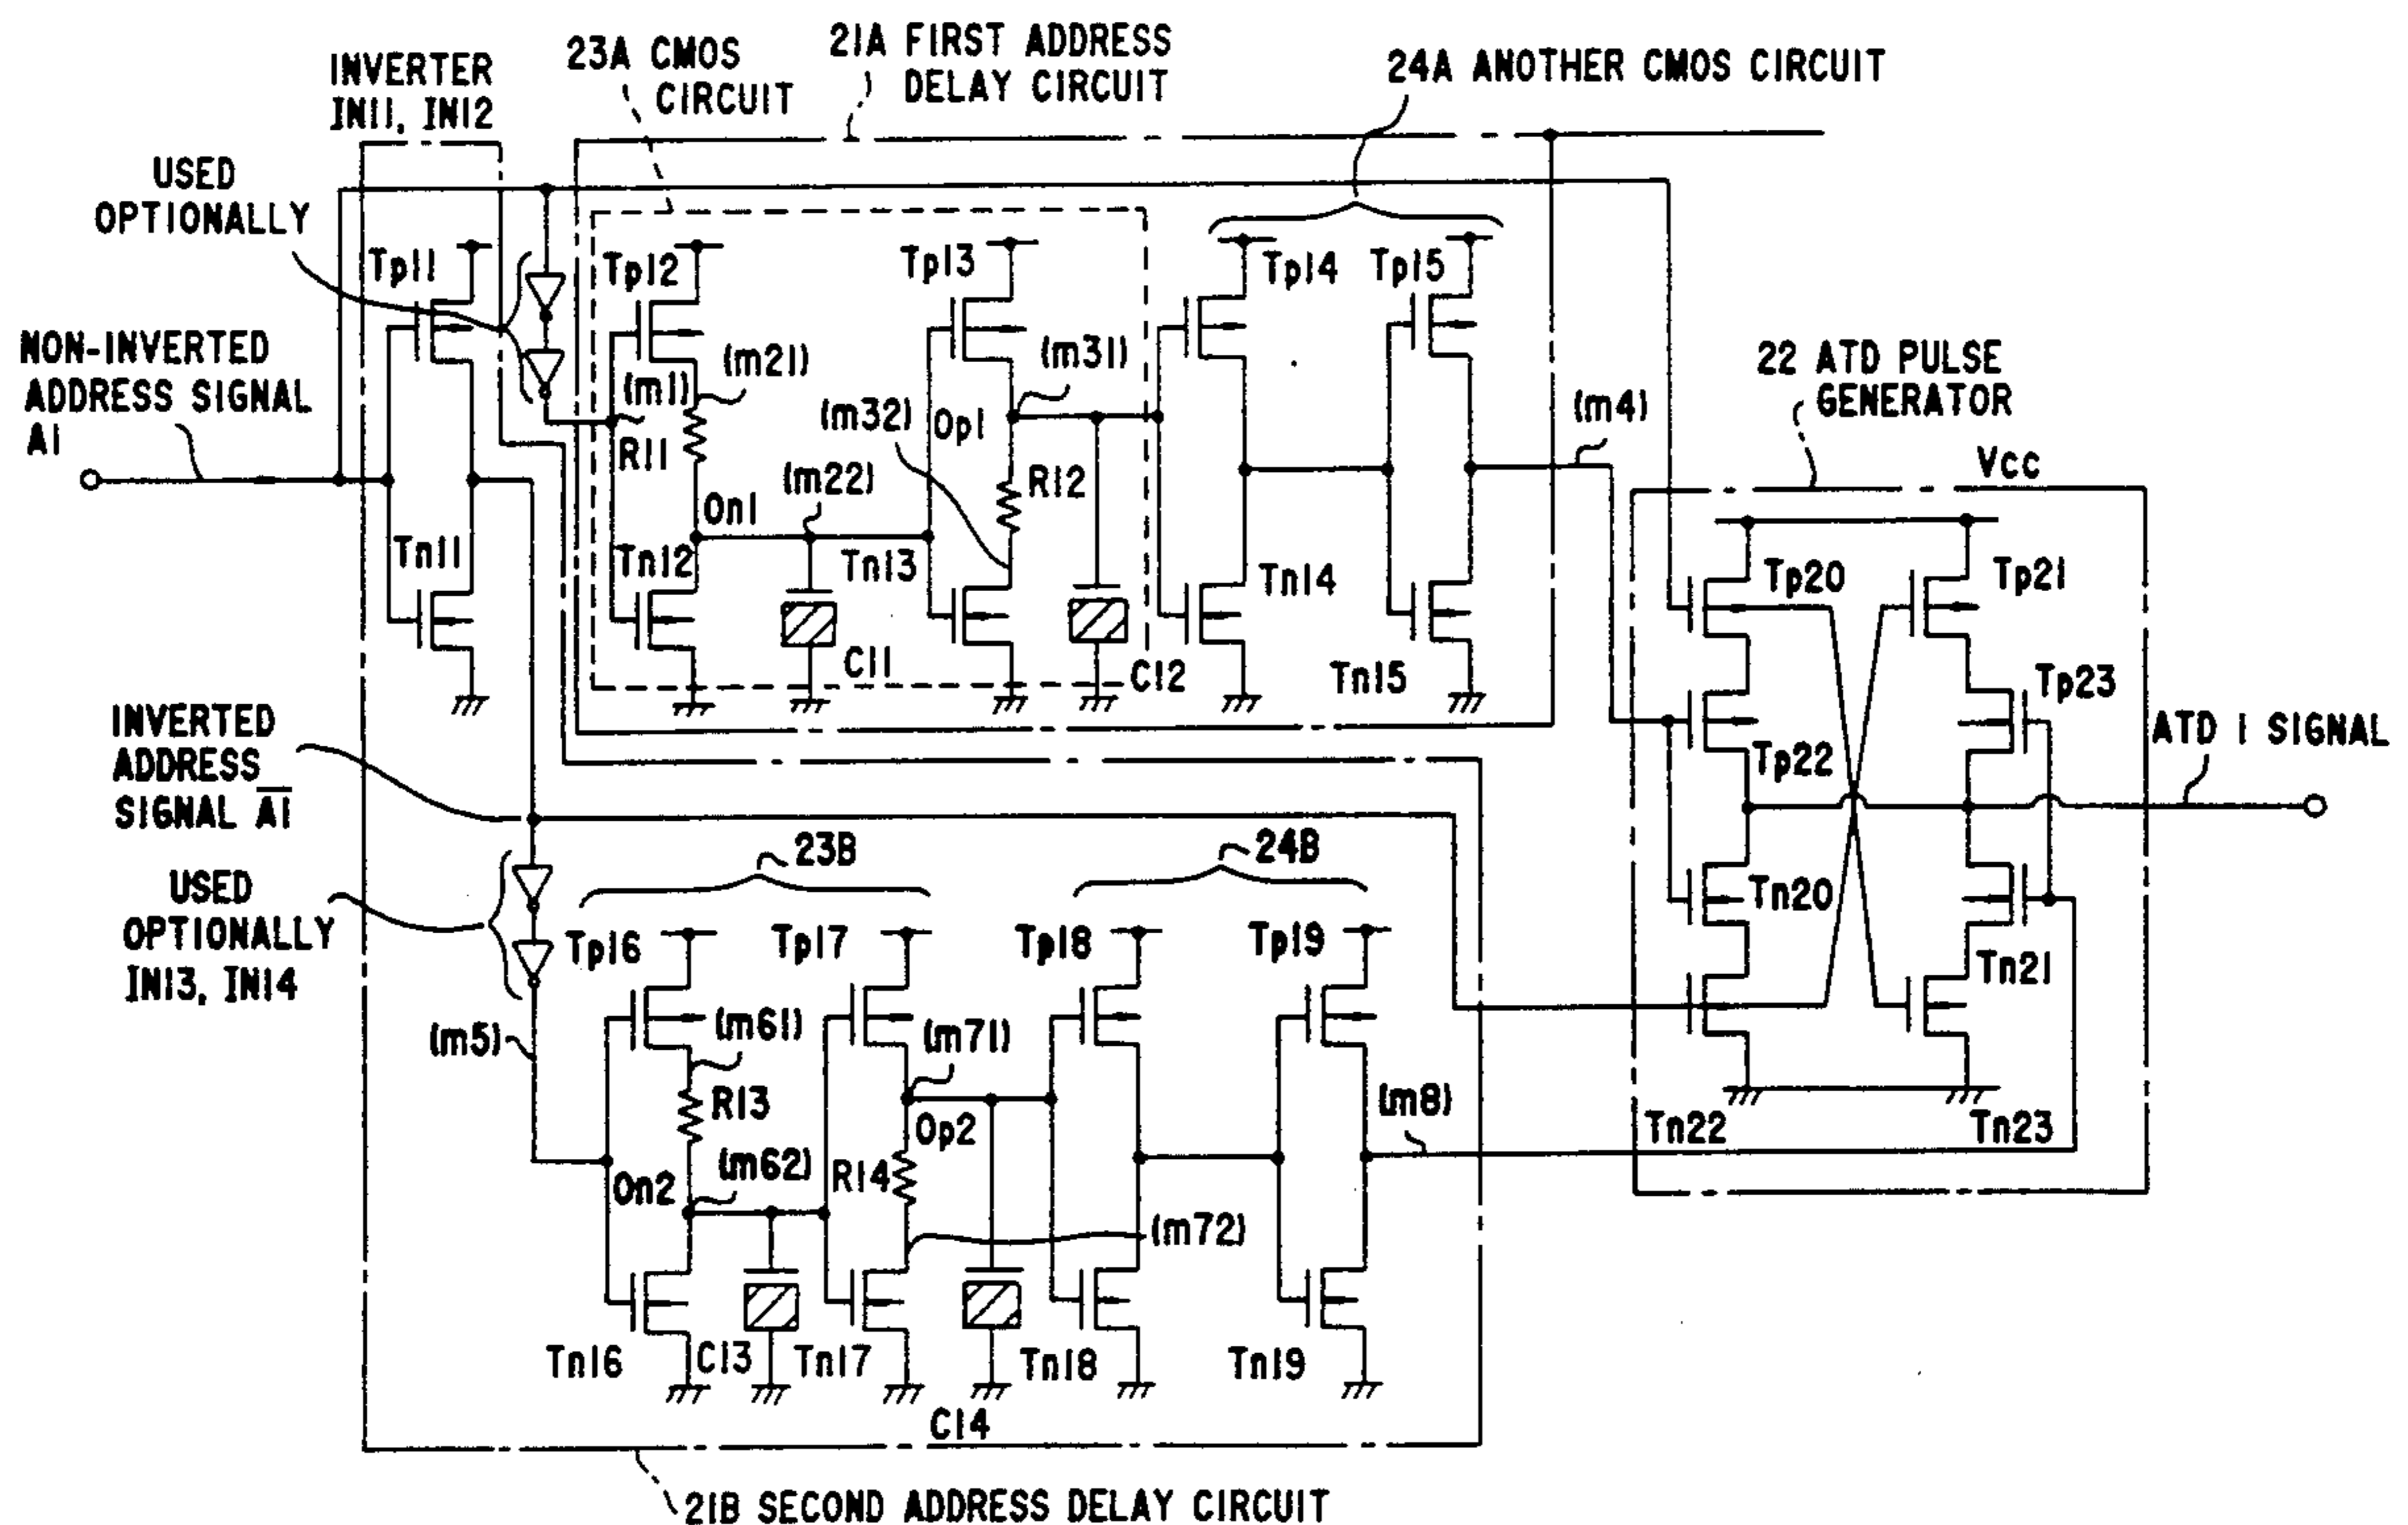 INVERTER
IN11, IN12
23A CMOS
CIRCUIT
21A FIRST ADDRESS
DELAY CIRCUIT
24A ANOTHER CMOS CIRCUIT
USED
OPTIONALLY
Tp11
Tp12
Tp13
Tp14
Tp15
NON-INVERTED
ADDRESS SIGNAL
A1
(m1)
(m21)
(m31)
(m32)
Op1
R11
R12
(m4)
22 ATD PULSE
GENERATOR
Vcc
(m22)
On1
Tn11
Tn12
Tn13
Tn14
Tp20
Tp21
C11
C12
Tn15
Tp23
INVERTED
ADDRESS
SIGNAL A̅1̅
Tp22
ATD 1 SIGNAL
23B
24B
USED
OPTIONALLY
IN13, IN14
Tn20
Tp16
Tp17
Tp18
Tp19
Tn21
(m5)
(m61)
(m71)
R13
Op2
(m8)
Tn22
Tn23
On2
(m62)
R14
(m72)
Tn16
C13
Tn17
Tn18
Tn19
C14
21B SECOND ADDRESS DELAY CIRCUIT